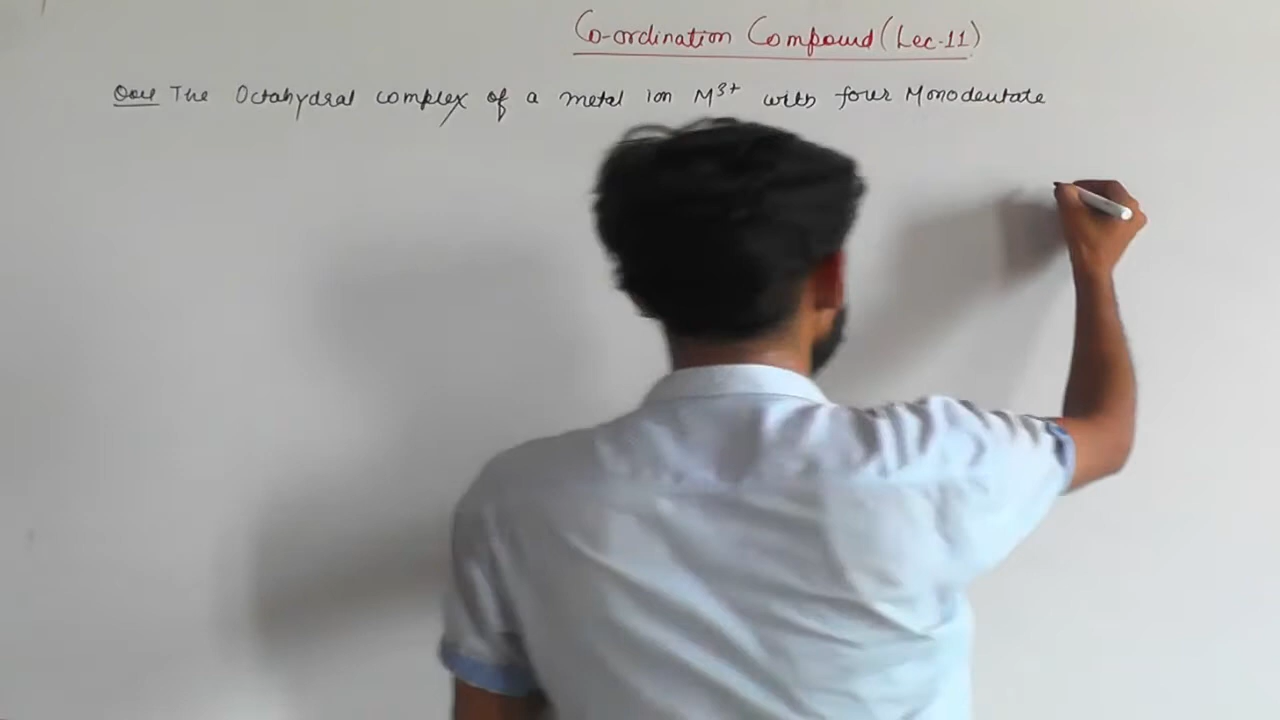 Co-ordination Compound (Lec-11)
Que The Octahydral complex of a metal ion M3+ with four Monodentate